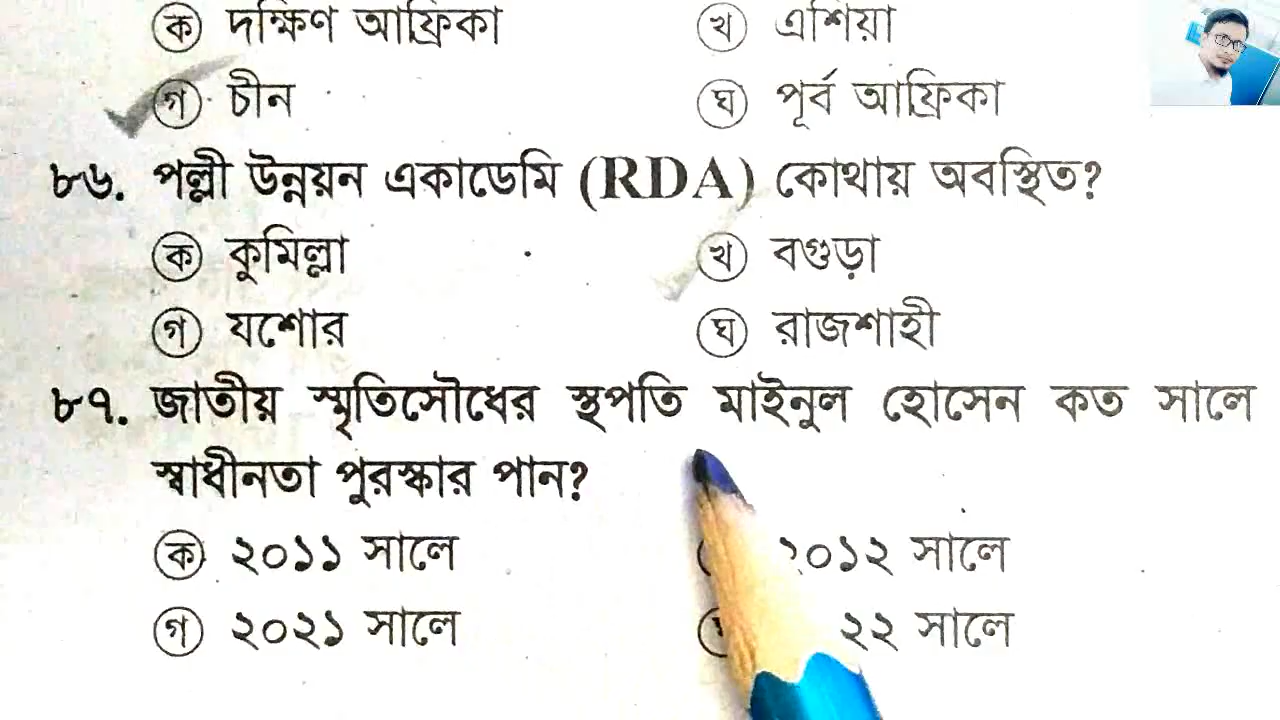 ক দক্ষিণ আফ্রিকা খ এশিয়া
গ চীন ঘ পূর্ব আফ্রিকা
৮৬. পল্লী উন্নয়ন একাডেমি (RDA) কোথায় অবস্থিত?
ক কুমিল্লা খ বগুড়া
গ যশোর ঘ রাজশাহী
৮৭. জাতীয় স্মৃতিসৌধের স্থপতি মাইনুল হোসেন কত সালে
স্বাধীনতা পুরস্কার পান?
ক ২০১১ সালে ২০১২ সালে
গ ২০২১ সালে ২২ সালে